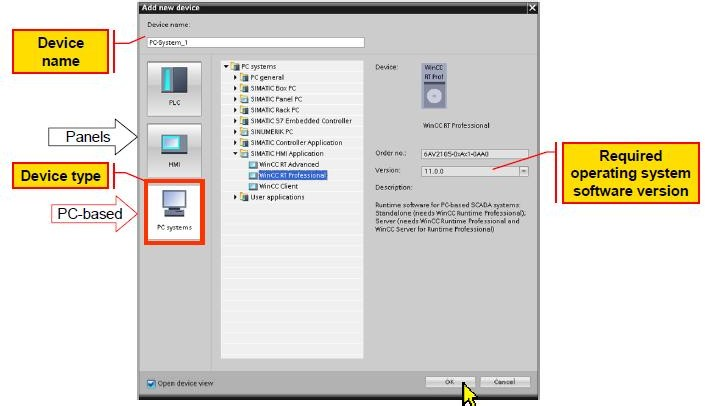 Add new device
Device name:
PC-System_1
Device
name
PLC
Panels
HMI
Device type
PC-based
PC systems
PC systems
PC general
SIMATIC Box PC
SIMATIC Panel PC
SIMATIC Rack PC
SIMATIC S7 Embedded Controller
SINUMERIK PC
SIMATIC Controller Application
SIMATIC HMI Application
WinCC RT Advanced
WinCC RT Professional
WinCC Client
User applications
Device:
WinCC
RT Prof
WinCC RT Professional
Order no.: 6AV2105-0xAx1-0AA0
Version: 11.0.0
Description:
Runtime software for PC-based SCADA systems:
Standalone (needs WinCC Runtime Professional),
Server (needs WinCC Runtime Professional and
WinCC Server for Runtime Professional)
Required
operating system
software version
Open device view
OK
Cancel